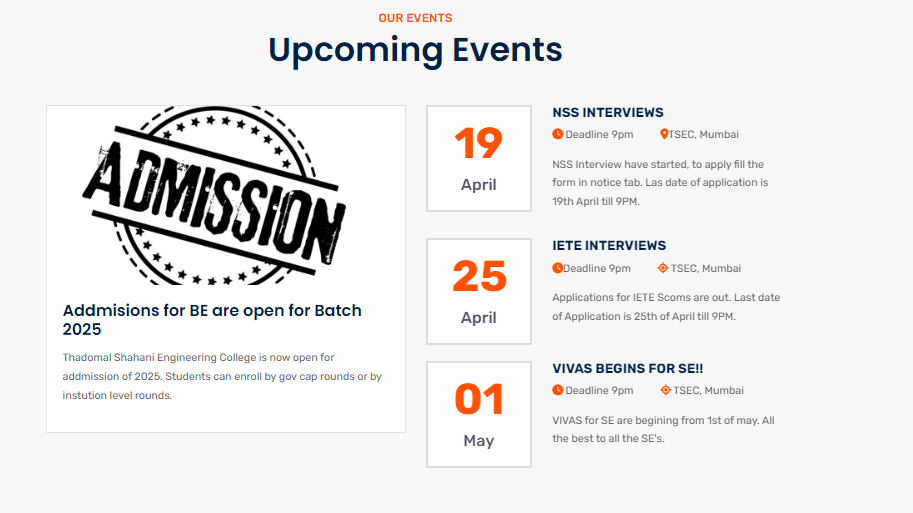 OUR EVENTS
Upcoming Events
ADMISSION
Addmisions for BE are open for Batch
2025
Thadomal Shahani Engineering College is now open for
addmission of 2025. Students can enroll by gov cap rounds or by
instution level rounds.
19
April
NSS INTERVIEWS
Deadline 9pm TSEC, Mumbai
NSS Interview have started, to apply fill the
form in notice tab. Las date of application is
19th April till 9PM.
25
April
IETE INTERVIEWS
Deadline 9pm TSEC, Mumbai
Applications for IETE Scoms are out. Last date
of Application is 25th of April till 9PM.
01
May
VIVAS BEGINS FOR SE!!
Deadline 9pm TSEC, Mumbai
VIVAS for SE are begining from 1st of may. All
the best to all the SE's.